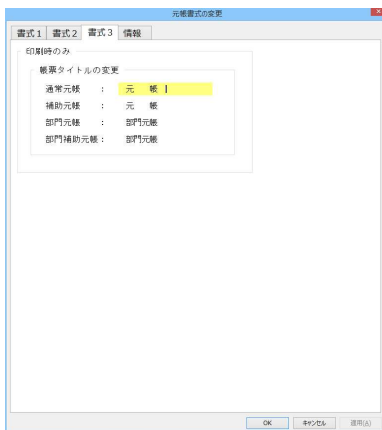 元帳書式の変更
書式1 書式2 書式3 情報
印刷時のみ
帳票タイトルの変更
通常元帳 : 元 帳
補助元帳 : 元 帳
部門元帳 : 部門元帳
部門補助元帳: 部門元帳
OK キャンセル 適用(A)